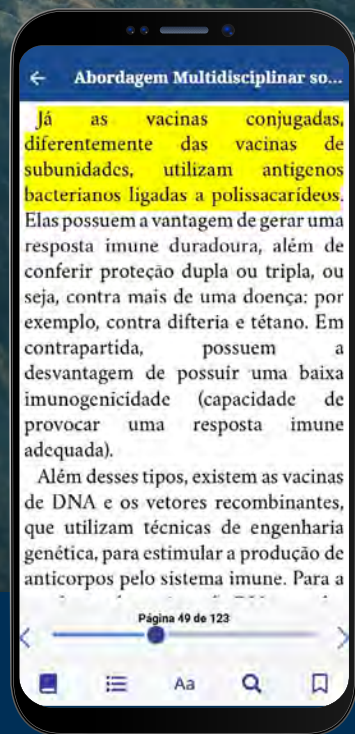 Abordagem Multidisciplinar so...
Já as vacinas conjugadas,
diferentemente das vacinas de
subunidades, utilizam antígenos
bacterianos ligadas a polissacarídeos.
Elas possuem a vantagem de gerar uma
resposta imune duradoura, além de
conferir proteção dupla ou tripla, ou
seja, contra mais de uma doença: por
exemplo, contra difteria e tétano. Em
contrapartida, possuem a
desvantagem de possuir uma baixa
imunogenicidade (capacidade de
provocar uma resposta imune
adequada).
Além desses tipos, existem as vacinas
de DNA e os vetores recombinantes,
que utilizam técnicas de engenharia
genética, para estimular a produção de
anticorpos pelo sistema imune. Para a
Página 49 de 123
Aa